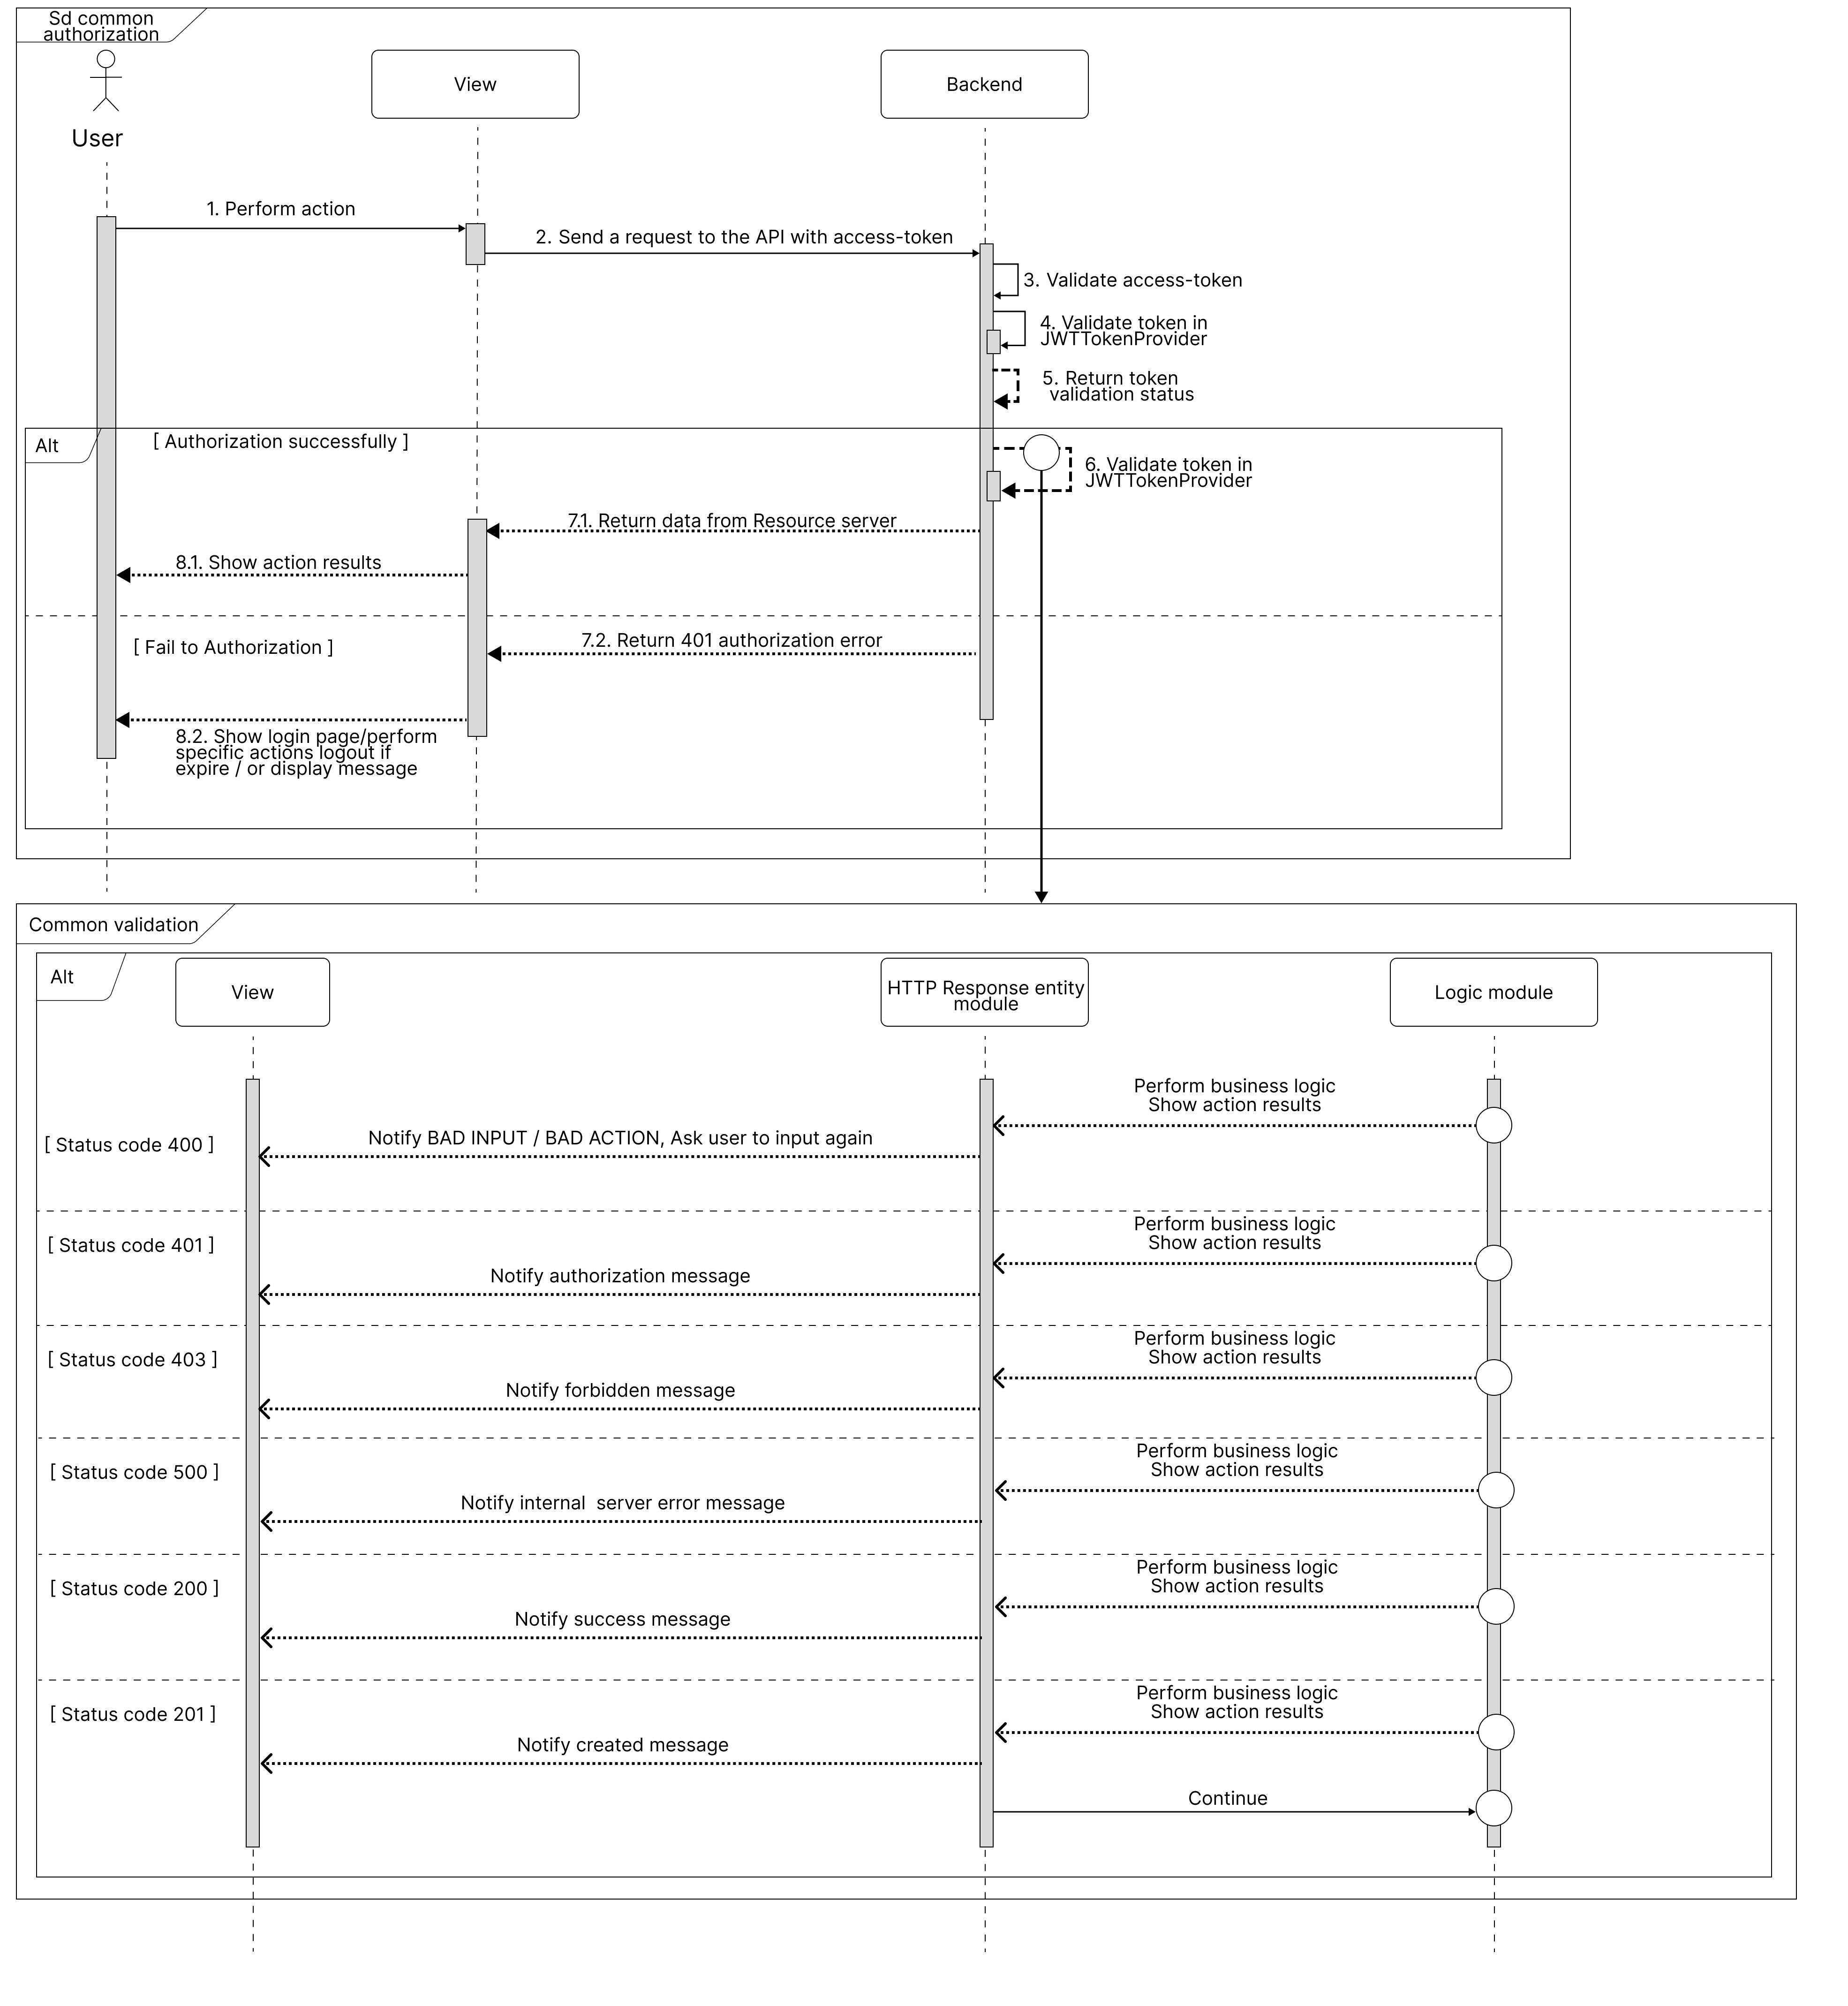 Sd common
authorization
View
Backend
User
1. Perform action
2. Send a request to the API with access-token
3. Validate access-token
4. Validate token in
JWTTokenProvider
5. Return token
validation status
Alt
[ Authorization successfully ]
6. Validate token in
JWTTokenProvider
7.1. Return data from Resource server
8.1. Show action results
[ Fail to Authorization ]
7.2. Return 401 authorization error
8.2. Show login page/perform
specific actions logout if
expire / or display message
Common validation
Alt
View
HTTP Response entity
module
Logic module
Perform business logic
Show action results
[ Status code 400 ]
Notify BAD INPUT / BAD ACTION, Ask user to input again
Perform business logic
Show action results
[ Status code 401 ]
Notify authorization message
Perform business logic
Show action results
[ Status code 403 ]
Notify forbidden message
Perform business logic
Show action results
[ Status code 500 ]
Notify internal  server error message
Perform business logic
Show action results
[ Status code 200 ]
Notify success message
Perform business logic
Show action results
[ Status code 201 ]
Notify created message
Continue